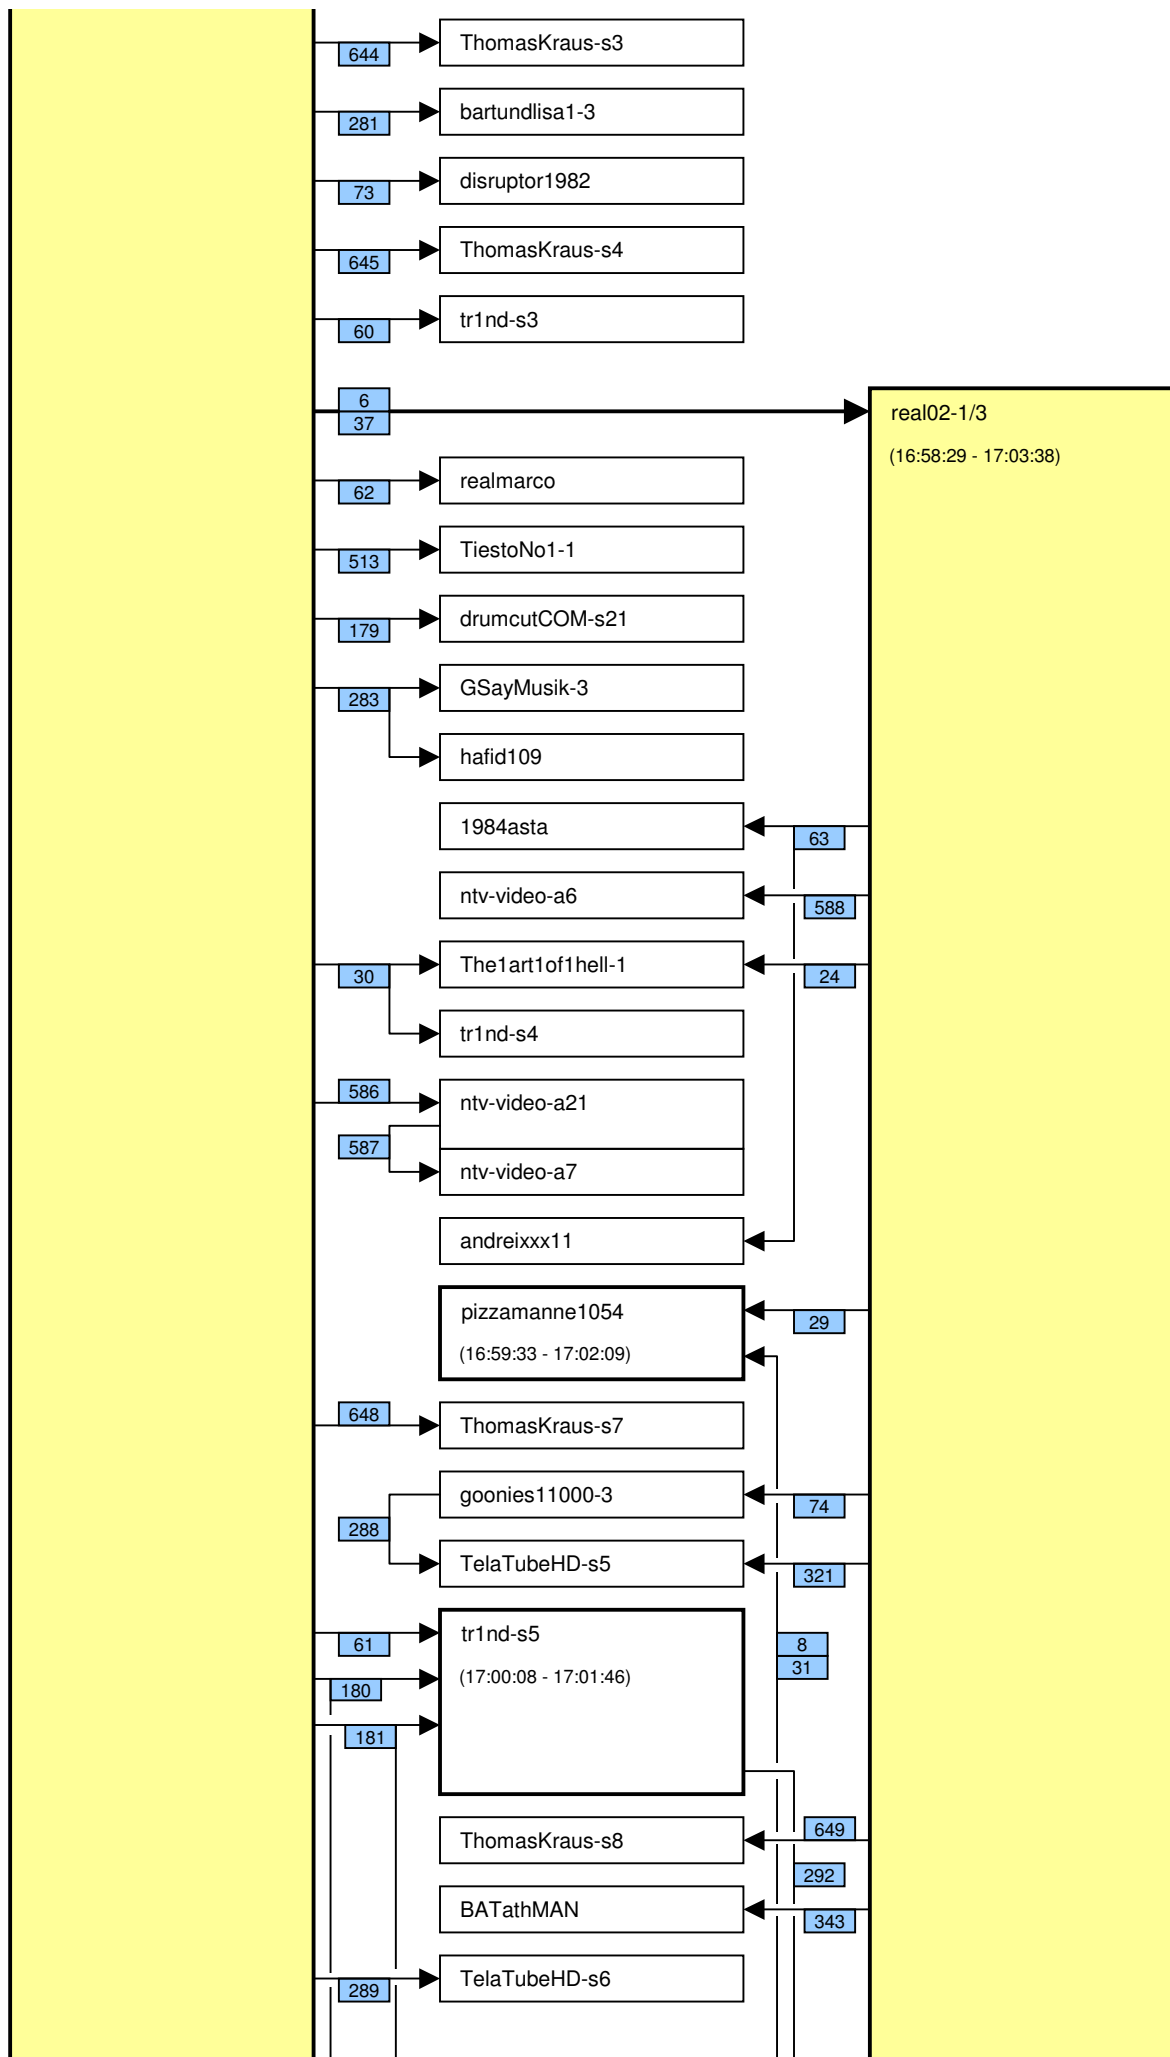 ThomasKraus-s3
644
bartundlisa1-3
281
disruptor1982
73
ThomasKraus-s4
645
tr1nd-s3
60
6
37
real02-1/3
(16:58:29 - 17:03:38)
realmarco
62
TiestoNo1-1
513
drumcutCOM-s21
179
GSayMusik-3
283
hafid109
1984asta
63
ntv-video-a6
588
The1art1of1hell-1
30
24
tr1nd-s4
586
ntv-video-a21
587
ntv-video-a7
andreixxx11
pizzamanne1054
29
(16:59:33 - 17:02:09)
648
ThomasKraus-s7
goonies11000-3
74
288
TelaTubeHD-s5
321
tr1nd-s5
61
8
31
(17:00:08 - 17:01:46)
180
181
649
ThomasKraus-s8
292
BATathMAN
343
TelaTubeHD-s6
289